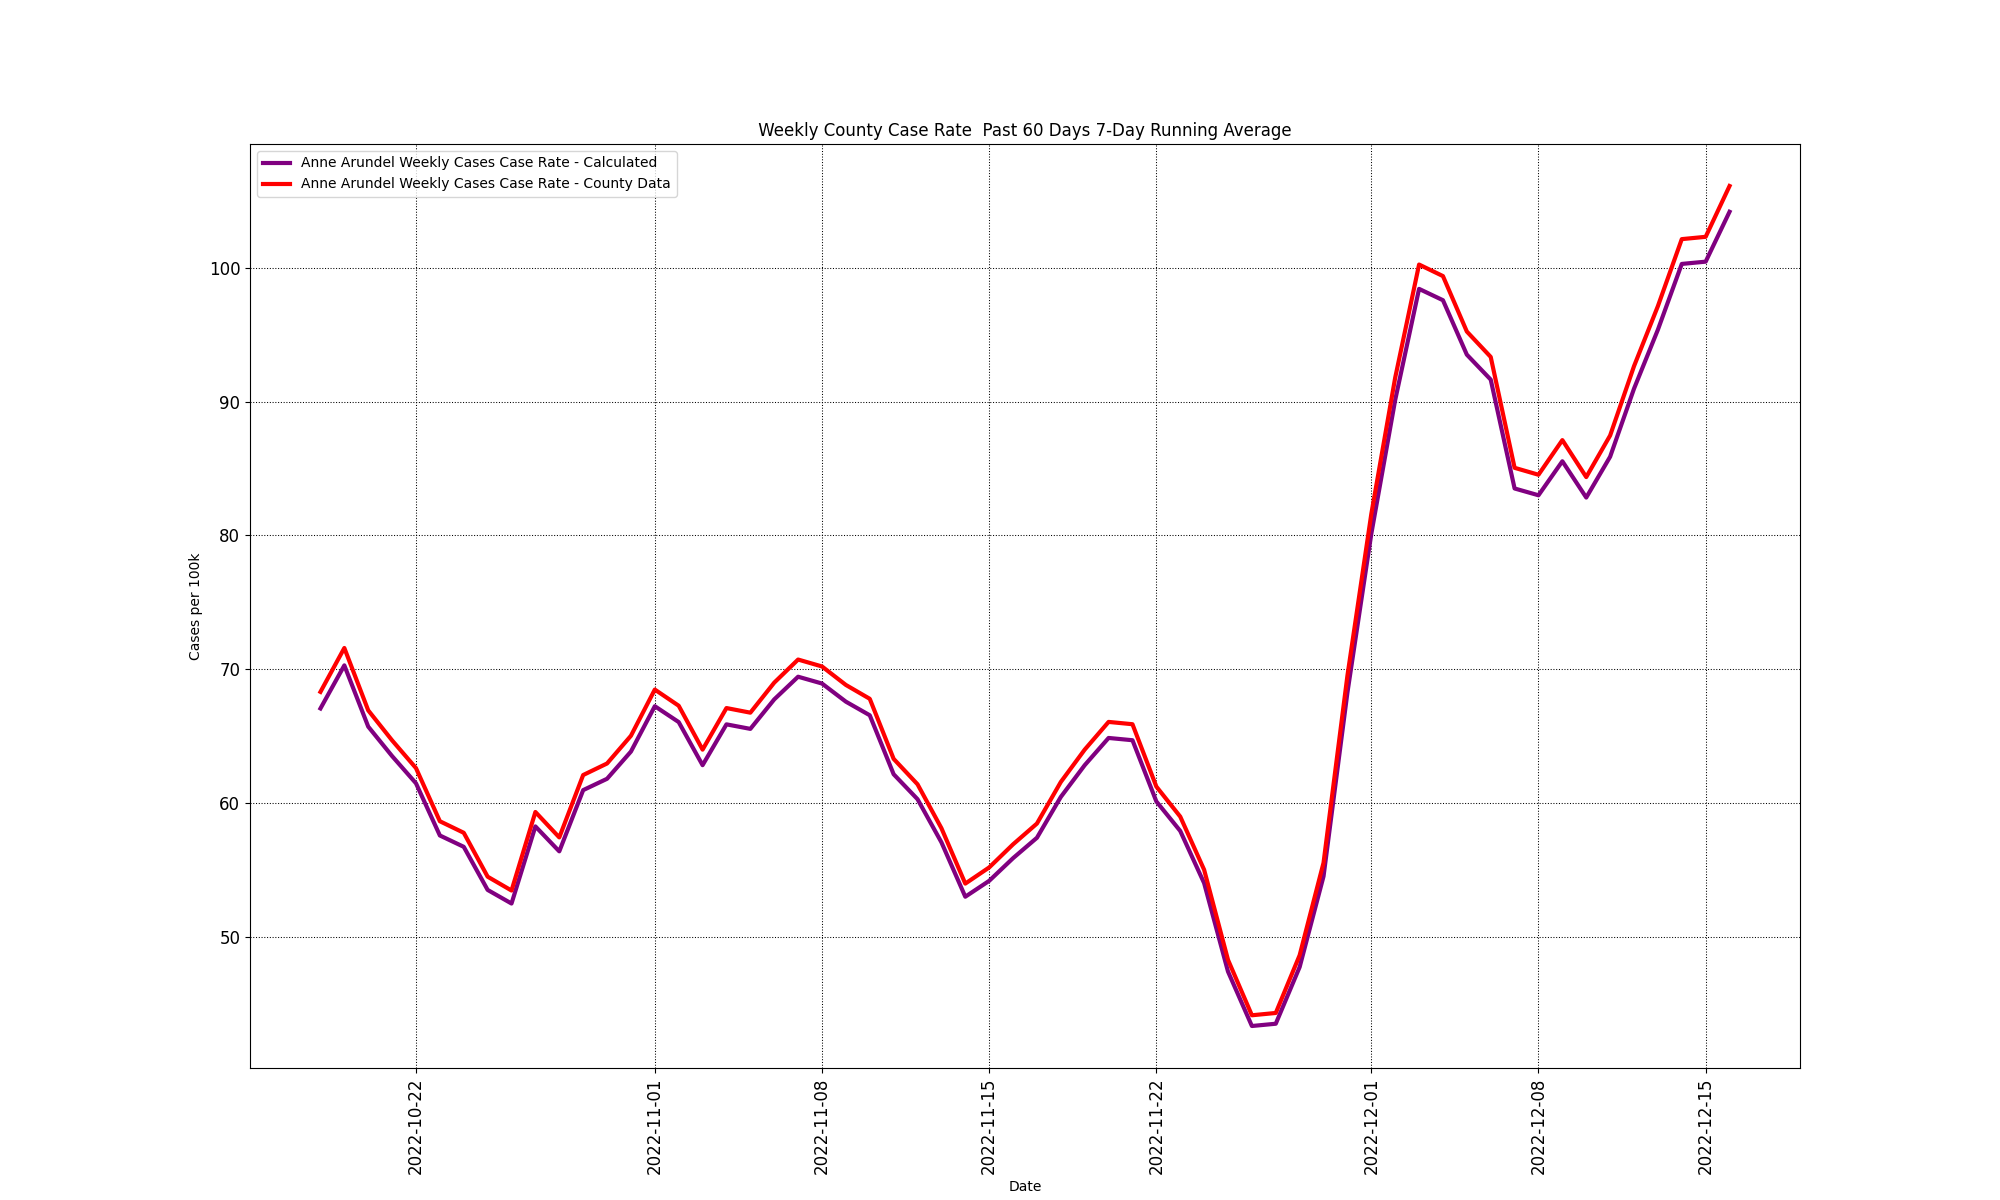 Weekly County Case Rate  Past 60 Days 7-Day Running Average
Anne Arundel Weekly Cases Case Rate - Calculated
Anne Arundel Weekly Cases Case Rate - County Data
100
90
80
70
60
50
Cases per 100k
2022-10-22
2022-11-01
2022-11-08
2022-11-15
2022-11-22
2022-12-01
2022-12-08
2022-12-15
Date